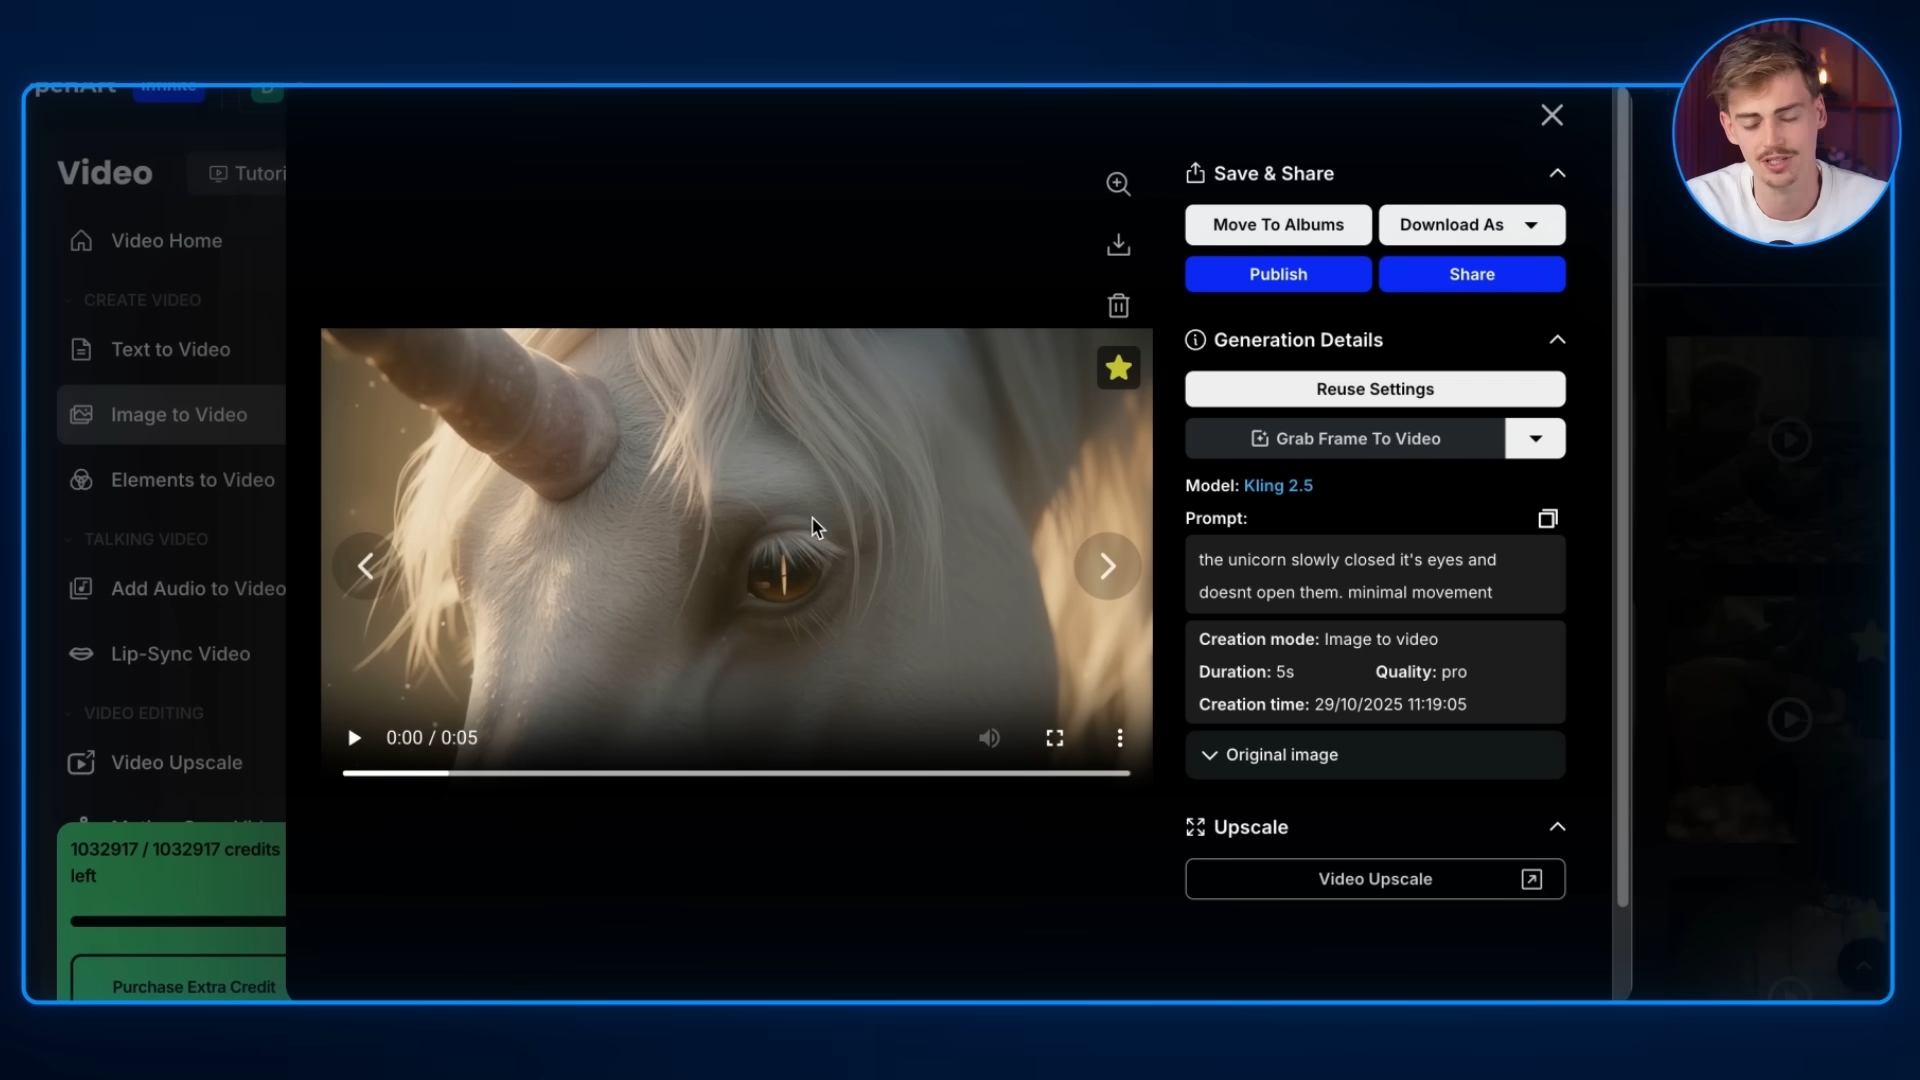 Infinite
Video
Tutori
Video Home
CREATE VIDEO
Text to Video
Image to Video
Elements to Video
TALKING VIDEO
Add Audio to Video
Lip-Sync Video
VIDEO EDITING
Video Upscale
1032917 / 1032917 credits
left
Purchase Extra Credit
0:00 / 0:05
Save & Share
Move To Albums
Download As
Publish
Share
Generation Details
Reuse Settings
Grab Frame To Video
Model: Kling 2.5
Prompt:
the unicorn slowly closed it's eyes and
doesnt open them. minimal movement
Creation mode: Image to video
Duration: 5s Quality: pro
Creation time: 29/10/2025 11:19:05
Original image
Upscale
Video Upscale